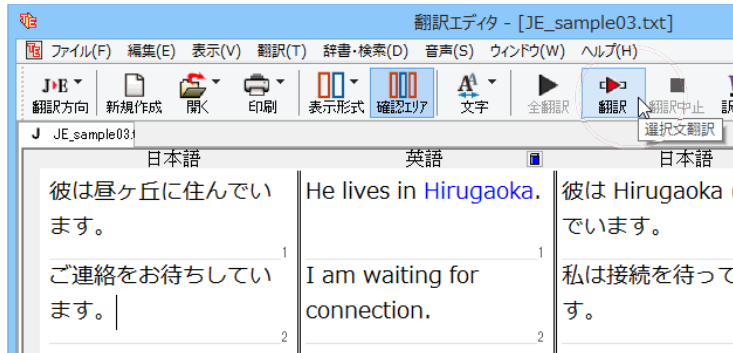 翻訳エディタ - [JE_sample03.txt]
ファイル(F) 編集(E) 表示(V) 翻訳(T) 辞書・検索(D) 音声(S) ウィンドウ(W) ヘルプ(H)
J▶E
翻訳方向 新規作成 開く 印刷 表示形式 確認エリア 文字 全翻訳 翻訳 翻訳中止 訳
選択文翻訳
J JE_sample03.
日本語 英語 日本語
彼は昼ヶ丘に住んでい
ます。
1
He lives in Hirugaoka.
1
彼は Hirugaoka
でいます。
ご連絡をお待ちしてい
ます。
2
I am waiting for
connection.
2
私は接続を待って
す。